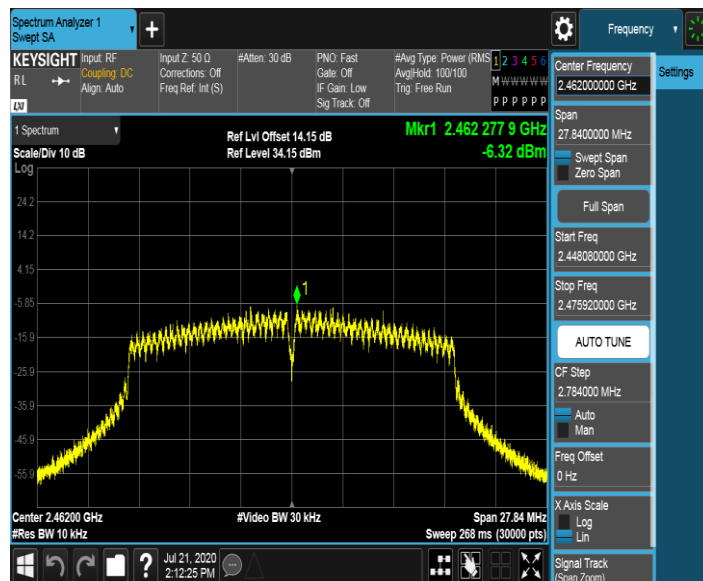 Spectrum Analyzer 1
Swept SA
+
Frequency
KEYSIGHT
RL
LXI
Input: RF
Coupling: DC
Align: Auto
Input Z: 50 Ω
Corrections: Off
Freq Ref: Int (S)
#Atten: 30 dB
PNO: Fast
Gate: Off
IF Gain: Low
Sig Track: Off
#Avg Type: Power (RMS
Avg|Hold: 100/100
Trig: Free Run
1 2 3 4 5 6
M W W W W W
P P P P P P
1 Spectrum
Scale/Div 10 dB
Ref Lvl Offset 14.15 dB
Ref Level 34.15 dBm
Mkr1 2.462 277 9 GHz
-6.32 dBm
Log
24.2
14.2
4.15
-5.85
-15.9
-25.9
-35.9
-45.9
-55.9
1
Center 2.46200 GHz
#Res BW 10 kHz
#Video BW 30 kHz
Span 27.84 MHz
Sweep 268 ms (30000 pts)
Jul 21, 2020
2:12:25 PM
?
Settings
Center Frequency
2.462000000 GHz
Span
27.8400000 MHz
Swept Span
Zero Span
Full Span
Start Freq
2.448080000 GHz
Stop Freq
2.475920000 GHz
AUTO TUNE
CF Step
2.784000 MHz
Auto
Man
Freq Offset
0 Hz
X Axis Scale
Log
Lin
Signal Track
(Span Zoom)